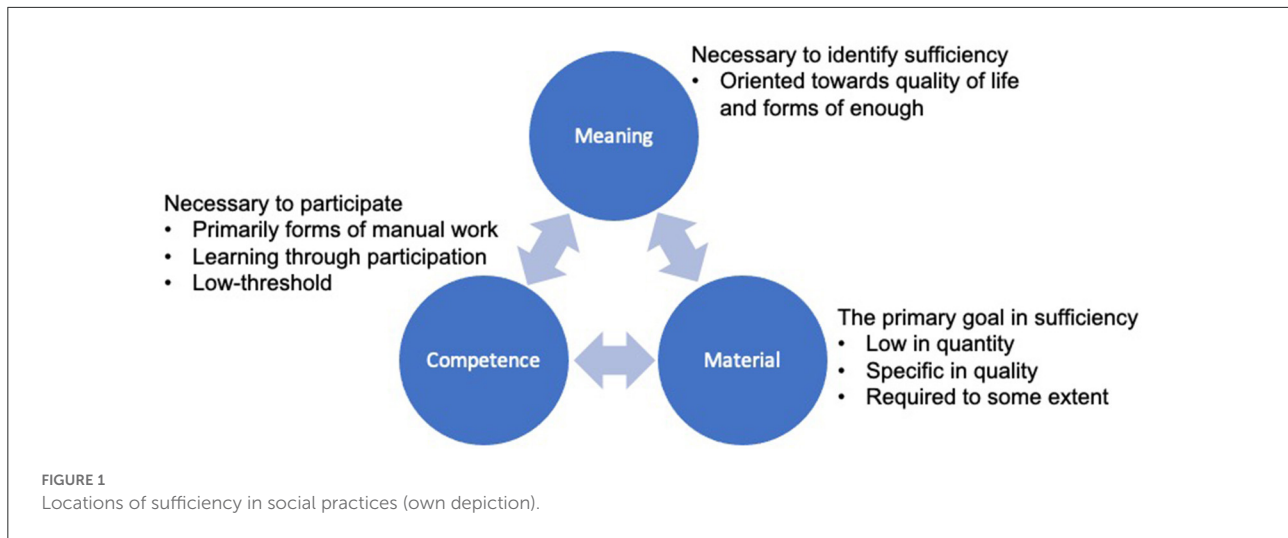 Necessary to identify sufficiency
• Oriented towards quality of life
and forms of enough
Meaning
Necessary to participate
• Primarily forms of manual work
• Learning through participation
• Low-threshold
Competence
Material
The primary goal in sufficiency
• Low in quantity
• Specific in quality
• Required to some extent
FIGURE 1
Locations of sufficiency in social practices (own depiction).